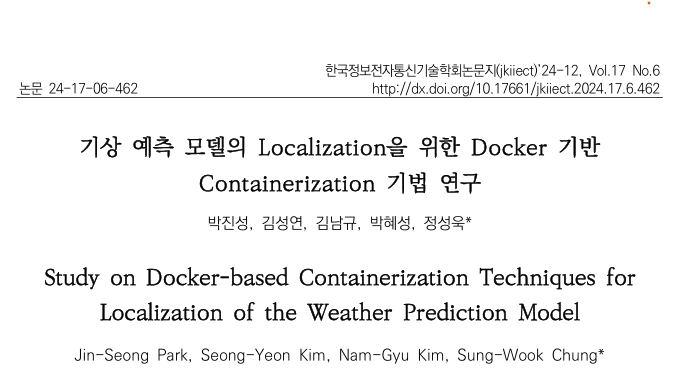 한국정보전자통신기술학회논문지(jkiiect)'24-12, Vol.17 No.6
논문 24-17-06-462
http://dx.doi.org/10.17661/jkiiect.2024.17.6.462
기상 예측 모델의 Localization을 위한 Docker 기반
Containerization 기법 연구
박진성, 김성연, 김남규, 박혜성, 정성욱*
Study on Docker-based Containerization Techniques for
Localization of the Weather Prediction Model
Jin-Seong Park, Seong-Yeon Kim, Nam-Gyu Kim, Sung-Wook Chung*